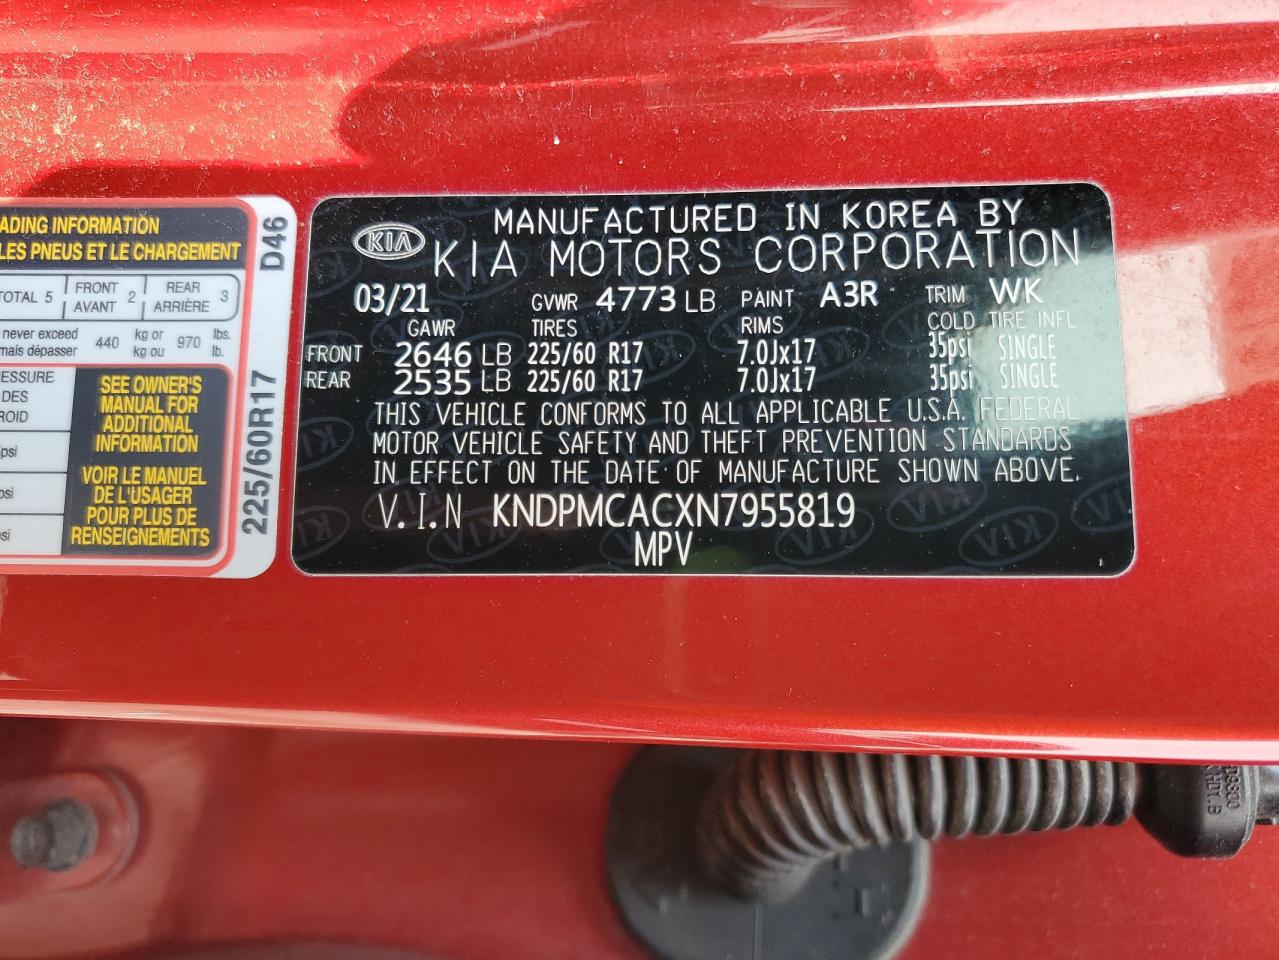 ADING INFORMATION
LES PNEUS ET LE CHARGEMENT
TOTAL 5 FRONT AVANT 2 REAR ARRIÈRE 3
never exceed 440 kg or 970 lbs.
mais dépasser kg ou lb.
ESSURE
DES
ROID
psi
psi
psi
SEE OWNER'S
MANUAL FOR
ADDITIONAL
INFORMATION
VOIR LE MANUEL
DE L'USAGER
POUR PLUS DE
RENSEIGNEMENTS
D46
225/60R17
KIA
MANUFACTURED IN KOREA BY
KIA MOTORS CORPORATION
03/21 GVWR 4773 LB PAINT A3R TRIM WK
GAWR TIRES RIMS COLD TIRE INFL
FRONT 2646 LB 225/60 R17 7.0Jx17 35psi SINGLE
REAR 2535 LB 225/60 R17 7.0Jx17 35psi SINGLE
THIS VEHICLE CONFORMS TO ALL APPLICABLE U.S.A. FEDERAL
MOTOR VEHICLE SAFETY AND THEFT PREVENTION STANDARDS
IN EFFECT ON THE DATE OF MANUFACTURE SHOWN ABOVE.
V.I.N KNDPMCACXN7955819
MPV